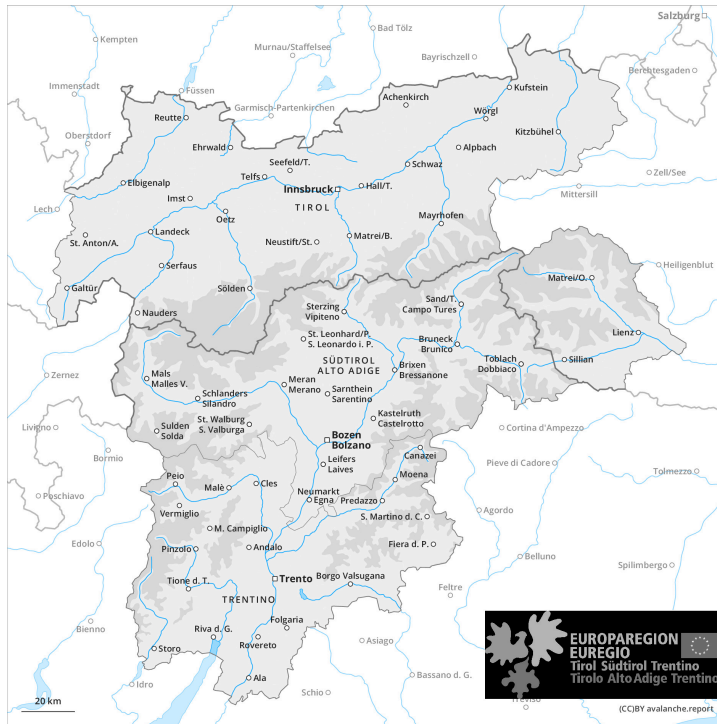 Salzburg
Kempten
Bad Tölz
Murnau/Staffelsee
Bayrischzell
Berchtesgaden
Immenstadt
Füssen
Kufstein
Achenkirch
Garmisch-Partenkirchen
Reutte
Wörgl
Oberstdorf
Kitzbühel
Ehrwald
Alpbach
Seefeld/T.
Schwaz
Telfs
Zell/See
Elbigenalp
Innsbruck
Hall/T.
Mittersill
Imst
Lech
TIROL
Oetz
Mayrhofen
St. Anton/A.
Landeck
Neustift/St.
Matrei/B.
Serfaus
Heiligenblut
Matrei/O.
Galtür
Sölden
Nauders
Sterzing
Vipiteno
Sand/T.
Campo Tures
Lienz
St. Leonhard/P.
S. Leonardo i. P.
Bruneck
Brunico
SÜDTIROL
ALTO ADIGE
Toblach
Dobbiaco
Sillian
Brixen
Bressanone
Zernez
Mals
Malles V.
Meran
Merano
Sarnthein
Sarentino
Schlanders
Silandro
St. Walburg
S. Valburga
Kastelruth
Castelrotto
Livigno
Sulden
Solda
Cortina d'Ampezzo
Bozen
Bolzano
Bormio
Canazei
Leifers
Laives
Pieve di Cadore
Tolmezzo
Peio
Moena
Malè
Cles
Poschiavo
Neumarkt
Egna
Predazzo
Vermiglio
Agordo
S. Martino d. C.
M. Campiglio
Edolo
Fiera d. P.
Pinzolo
Andalo
Belluno
Spilimbergo
Tione d. T.
Trento
Borgo Valsugana
Feltre
TRENTINO
Bienno
Riva d. G.
Folgaria
Rovereto
Asiago
Storo
Ala
Bassano d. G.
Idro
Schio
EUROPAREGION
EUREGIO
Tirol Südtirol Trentino
Tirolo Alto Adige Trentino
Treviso
20 km
(CC)BY avalanche.report